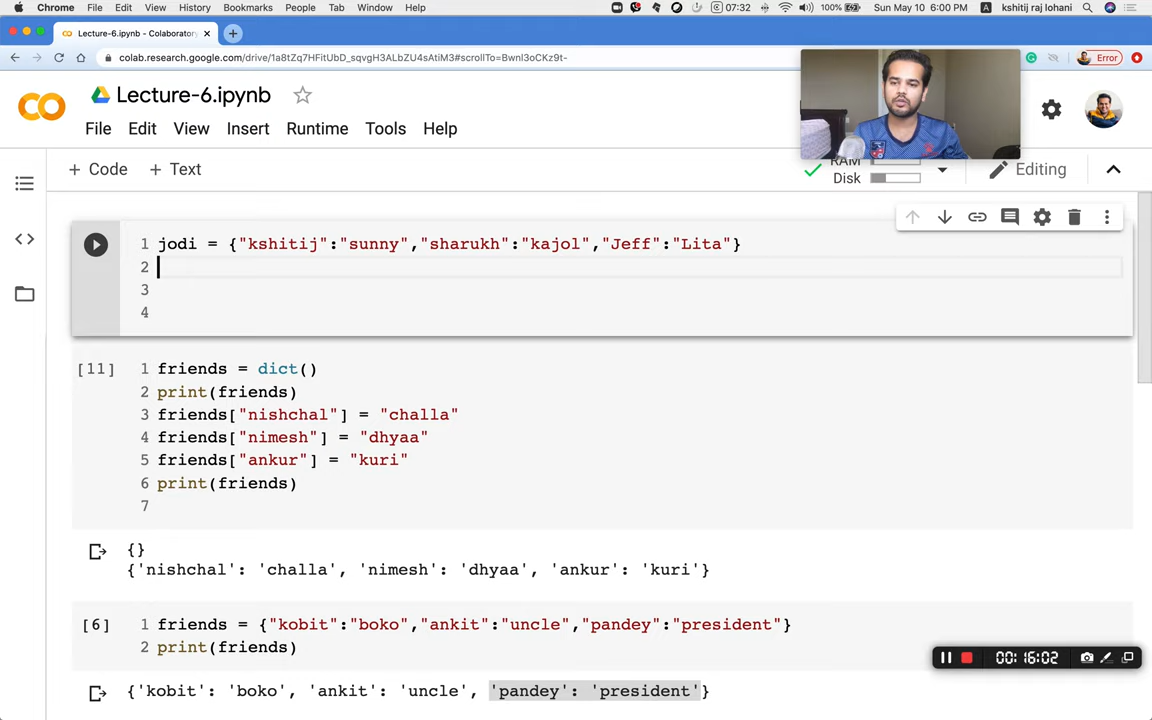 Chrome File Edit View History Bookmarks People Tab Window Help 07:32 100% Sun May 10 6:00 PM A kshitij raj lohani
Lecture-6.ipynb - Colaboratory
colab.research.google.com/drive/1a8tZq7HFitUbD_sqvgH3ALbZU4sAtiM3#scrollTo=Bwnl3oCKz9t- Error
CO Lecture-6.ipynb
File Edit View Insert Runtime Tools Help
+ Code + Text RAM
Disk Editing
1 jodi = {"kshitij":"sunny","sharukh":"kajol","Jeff":"Lita"}
2
3
4
[11] 1 friends = dict()
2 print(friends)
3 friends["nishchal"] = "challa"
4 friends["nimesh"] = "dhyaa"
5 friends["ankur"] = "kuri"
6 print(friends)
7
{}
{'nishchal': 'challa', 'nimesh': 'dhyaa', 'ankur': 'kuri'}
[6] 1 friends = {"kobit":"boko","ankit":"uncle","pandey":"president"}
2 print(friends)
00:16:02
{'kobit': 'boko', 'ankit': 'uncle', 'pandey': 'president'}